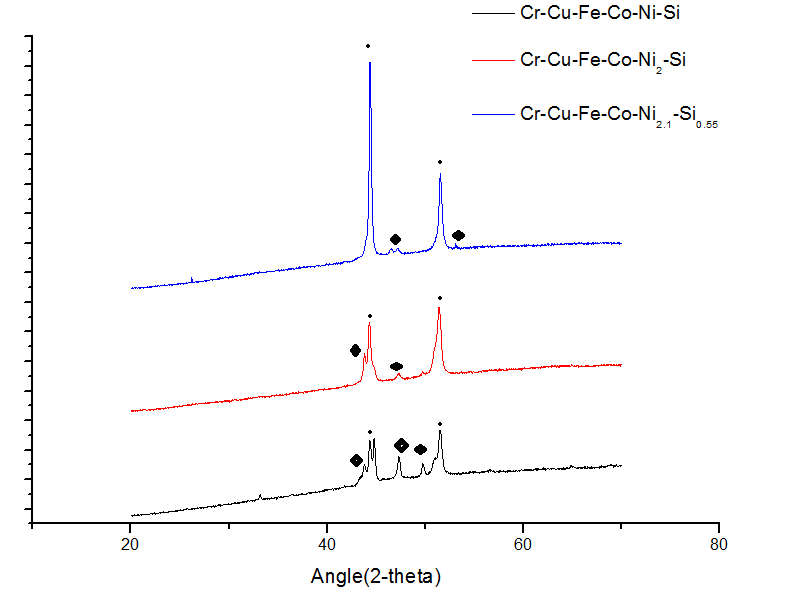 Cr-Cu-Fe-Co-Ni-Si
Cr-Cu-Fe-Co-Ni2-Si
Cr-Cu-Fe-Co-Ni2.1-Si0.55
20 40 60 80
Angle(2-theta)